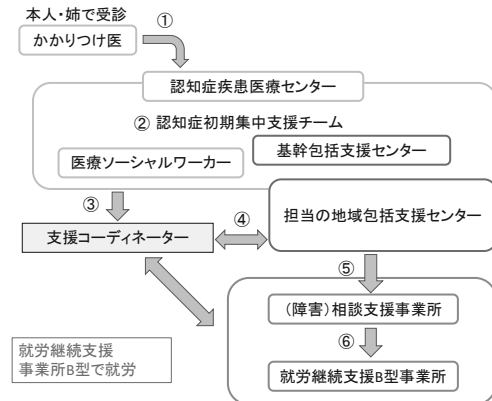 本人・姉で受診
かかりつけ医
①
認知症疾患医療センター
② 認知症初期集中支援チーム
基幹包括支援センター
医療ソーシャルワーカー
③
④
担当の地域包括支援センター
支援コーディネーター
⑤
(障害)相談支援事業所
⑥
就労継続支援
事業所B型で就労
就労継続支援B型事業所